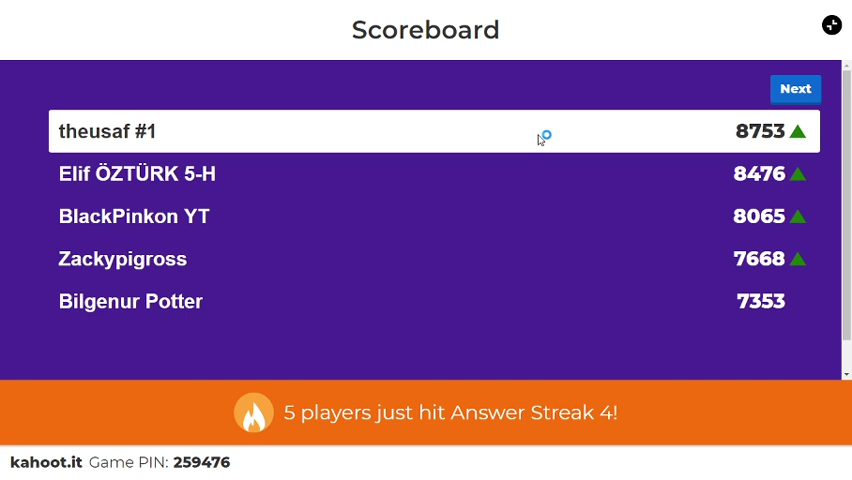 Scoreboard
Next
theusaf #1 8753
Elif ÖZTÜRK 5-H 8476
BlackPinkon YT 8065
Zackypigross 7668
Bilgenur Potter 7353
5 players just hit Answer Streak 4!
kahoot.it Game PIN: 259476